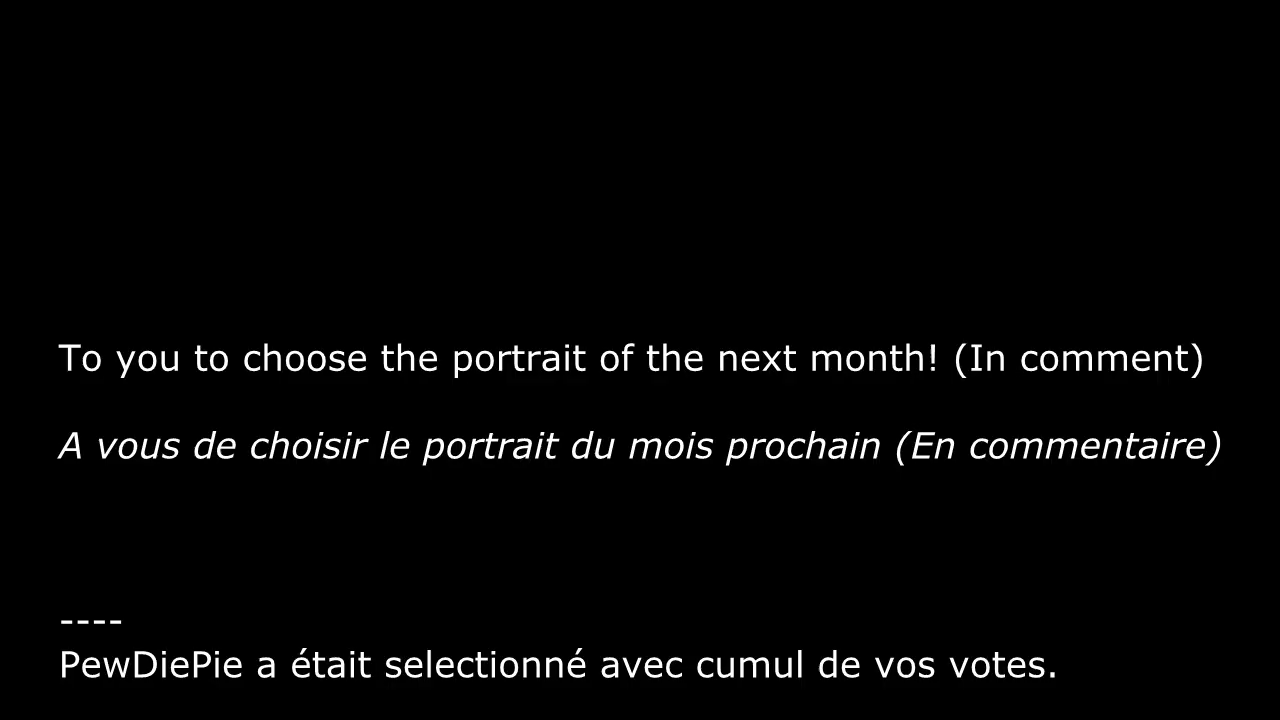 To you to choose the portrait of the next month! (In comment)
A vous de choisir le portrait du mois prochain (En commentaire)
----
PewDiePie a était selectionné avec cumul de vos votes.